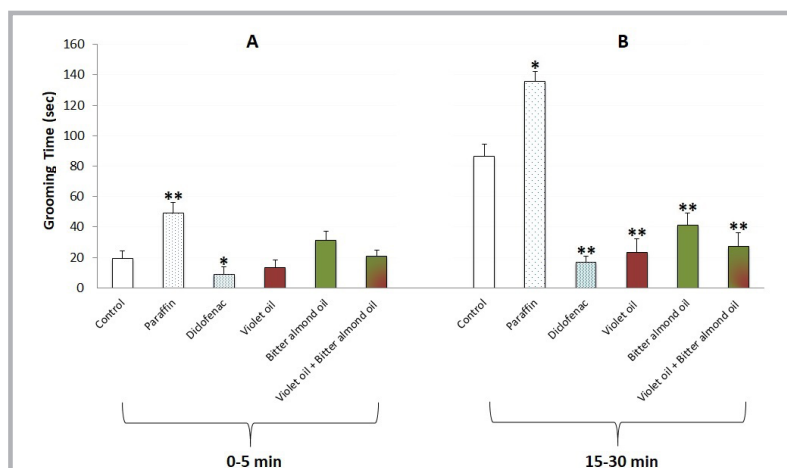 A
B
Grooming Time (sec)
160
140
120
100
80
60
40
20
0
**
*
*
**
**
**
**
Control
Paraffin
Diclofenac
Violet oil
Bitter almond oil
Violet oil + Bitter almond oil
Control
Paraffin
Diclofenac
Violet oil
Bitter almond oil
Violet oil + Bitter almond oil
0-5 min
15-30 min